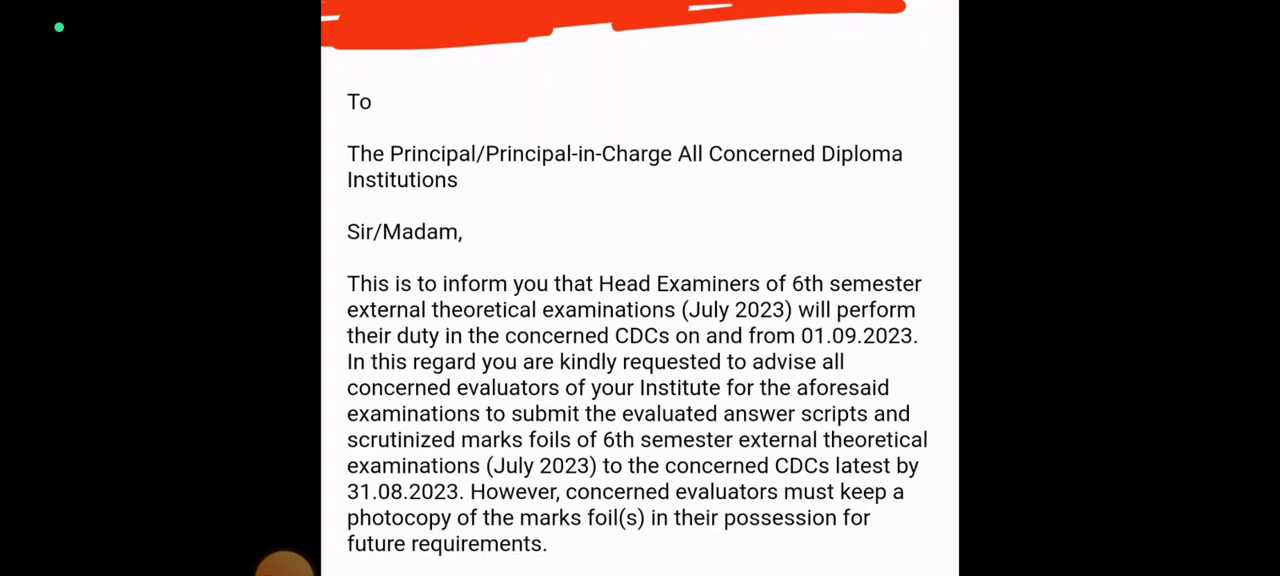 To
The Principal/Principal-in-Charge All Concerned Diploma
Institutions
Sir/Madam,
This is to inform you that Head Examiners of 6th semester
external theoretical examinations (July 2023) will perform
their duty in the concerned CDCs on and from 01.09.2023.
In this regard you are kindly requested to advise all
concerned evaluators of your Institute for the aforesaid
examinations to submit the evaluated answer scripts and
scrutinized marks foils of 6th semester external theoretical
examinations (July 2023) to the concerned CDCs latest by
31.08.2023. However, concerned evaluators must keep a
photocopy of the marks foil(s) in their possession for
future requirements.